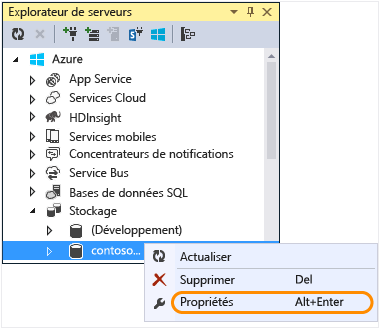 Explorateur de serveurs
Azure
App Service
Services Cloud
HDInsight
Services mobiles
Concentrateurs de notifications
Service Bus
Bases de données SQL
Stockage
(Développement)
contoso...
Actualiser
Supprimer Del
Propriétés Alt+Enter